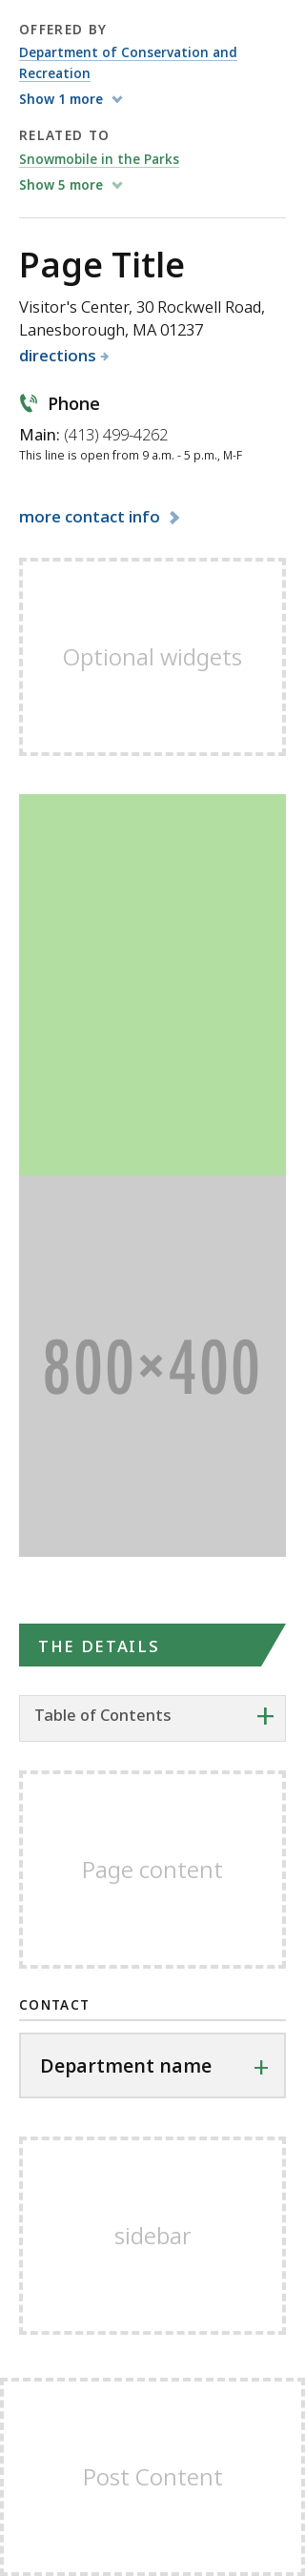 OFFERED BY
Department of Conservation and
Recreation
Show 1 more
RELATED TO
Snowmobile in the Parks
Show 5 more
Page Title
Visitor's Center, 30 Rockwell Road,
Lanesborough, MA 01237
directions
Phone
Main: (413) 499-4262
This line is open from 9 a.m. - 5 p.m., M-F
more contact info
Optional widgets
800×400
THE DETAILS
Table of Contents
Page content
CONTACT
Department name
sidebar
Post Content